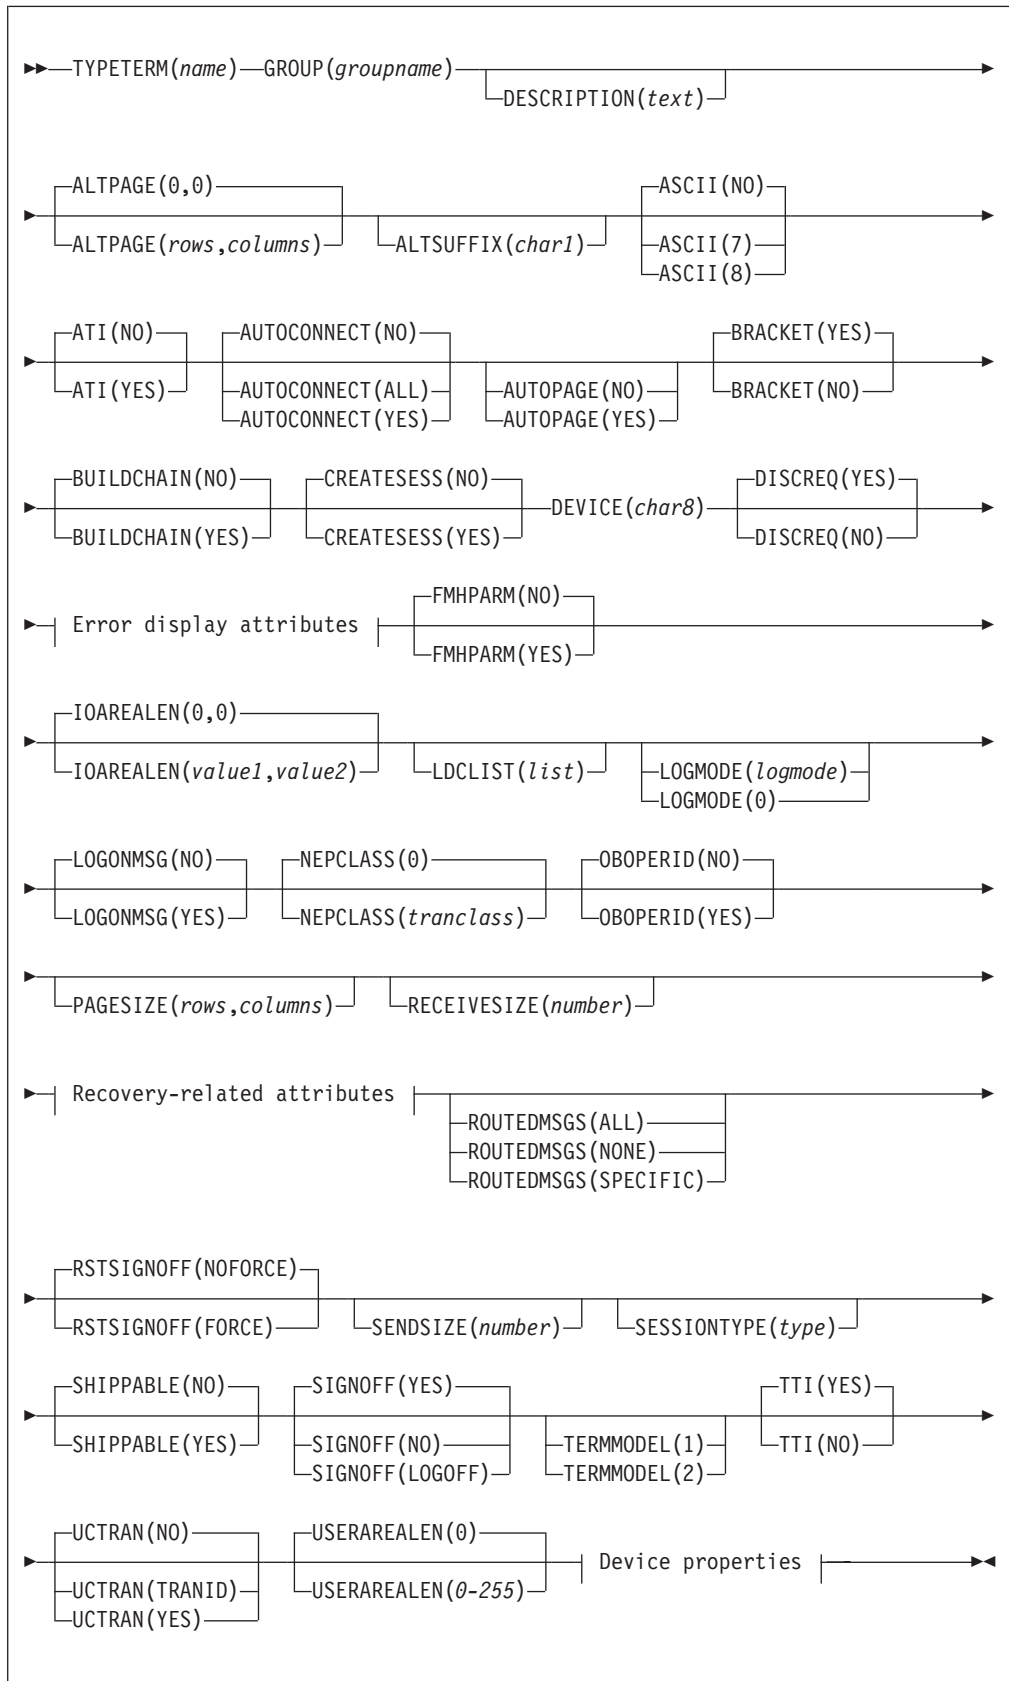 TYPETERM(name) GROUP(groupname)
DESCRIPTION(text)
ALTPAGE(0,0) ASCII(NO)
ALTPAGE(rows,columns) ALTSUFFIX(char1) ASCII(7)
ASCII(8)
ATI(NO) AUTOCONNECT(NO) BRACKET(YES)
ATI(YES) AUTOCONNECT(ALL) AUTOPAGE(NO) BRACKET(NO)
AUTOCONNECT(YES) AUTOPAGE(YES)
BUILDCHAIN(NO) CREATESESS(NO) DEVICE(char8) DISCREQ(YES)
BUILDCHAIN(YES) CREATESESS(YES) DISCREQ(NO)
FMHPARM(NO)
Error display attributes
FMHPARM(YES)
IOAREALEN(0,0)
IOAREALEN(value1,value2) LDCLIST(list) LOGMODE(logmode)
LOGMODE(0)
LOGONMSG(NO) NEPCLASS(0) OBOPERID(NO)
LOGONMSG(YES) NEPCLASS(tranclass) OBOPERID(YES)
PAGESIZE(rows,columns) RECEIVESIZE(number)
Recovery-related attributes
ROUTEDMSGS(ALL)
ROUTEDMSGS(NONE)
ROUTEDMSGS(SPECIFIC)
RSTSIGNOFF(NOFORCE)
RSTSIGNOFF(FORCE) SENDSIZE(number) SESSIONTYPE(type)
SHIPPABLE(NO) SIGNOFF(YES) TTI(YES)
SHIPPABLE(YES) SIGNOFF(NO) TERMMODEL(1) TTI(NO)
SIGNOFF(LOGOFF) TERMMODEL(2)
UCTRAN(NO) USERAREALEN(0)
Device properties
UCTRAN(TRANID) USERAREALEN(0-255)
UCTRAN(YES)